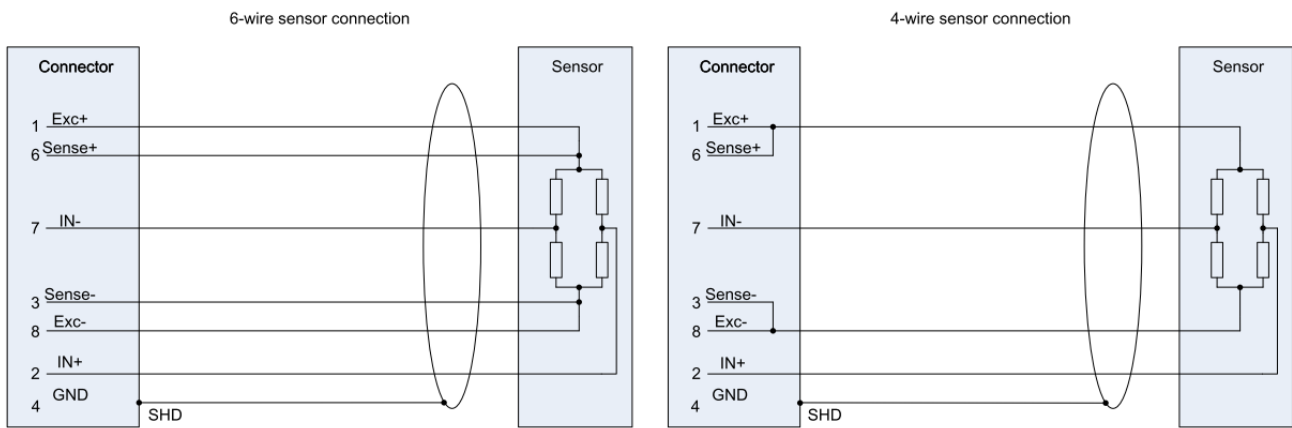 6-wire sensor connection
Connector
Sensor
1 Exc+
6 Sense+
7 IN-
3 Sense-
8 Exc-
2 IN+
4 GND
SHD
4-wire sensor connection
Connector
Sensor
1 Exc+
6 Sense+
7 IN-
3 Sense-
8 Exc-
2 IN+
4 GND
SHD